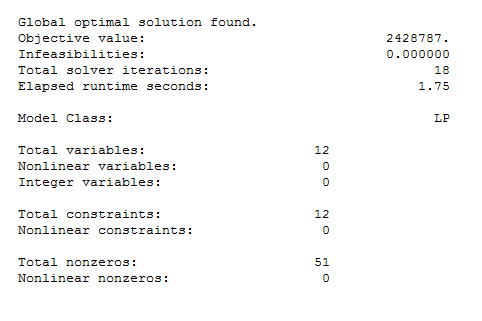 Global optimal solution found.
Objective value: 2428787.
Infeasibilities: 0.000000
Total solver iterations: 18
Elapsed runtime seconds: 1.75
Model Class: LP
Total variables: 12
Nonlinear variables: 0
Integer variables: 0
Total constraints: 12
Nonlinear constraints: 0
Total nonzeros: 51
Nonlinear nonzeros: 0